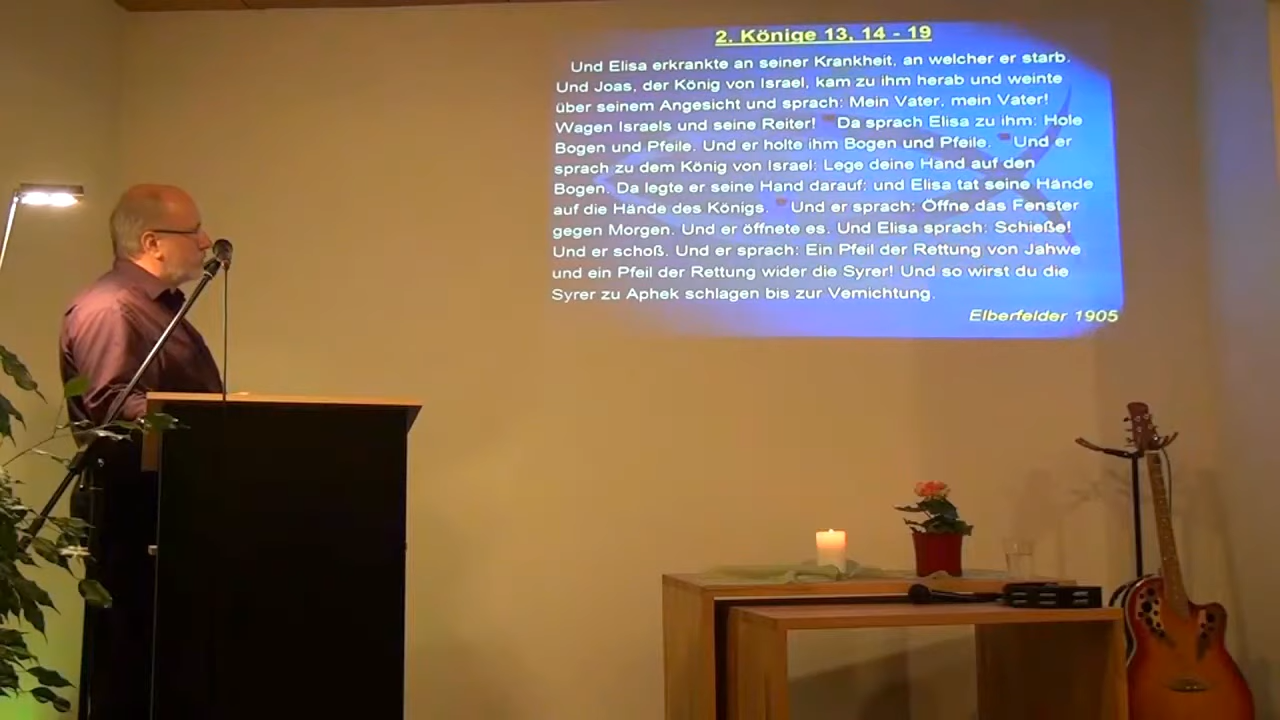 2. Könige 13, 14 - 19
Und Elisa erkrankte an seiner Krankheit, an welcher er starb.
Und Joas, der König von Israel, kam zu ihm herab und weinte
über seinem Angesicht und sprach: Mein Vater, mein Vater!
Wagen Israels und seine Reiter! Da sprach Elisa zu ihm: Hole
Bogen und Pfeile. Und er holte ihm Bogen und Pfeile. Und er
sprach zu dem König von Israel: Lege deine Hand auf den
Bogen. Da legte er seine Hand darauf; und Elisa tat seine Hände
auf die Hände des Königs. Und er sprach: Öffne das Fenster
gegen Morgen. Und er öffnete es. Und Elisa sprach: Schieße!
Und er schoß. Und er sprach: Ein Pfeil der Rettung von Jahwe
und ein Pfeil der Rettung wider die Syrer! Und so wirst du die
Syrer zu Aphek schlagen bis zur Vernichtung.
Elberfelder 1905